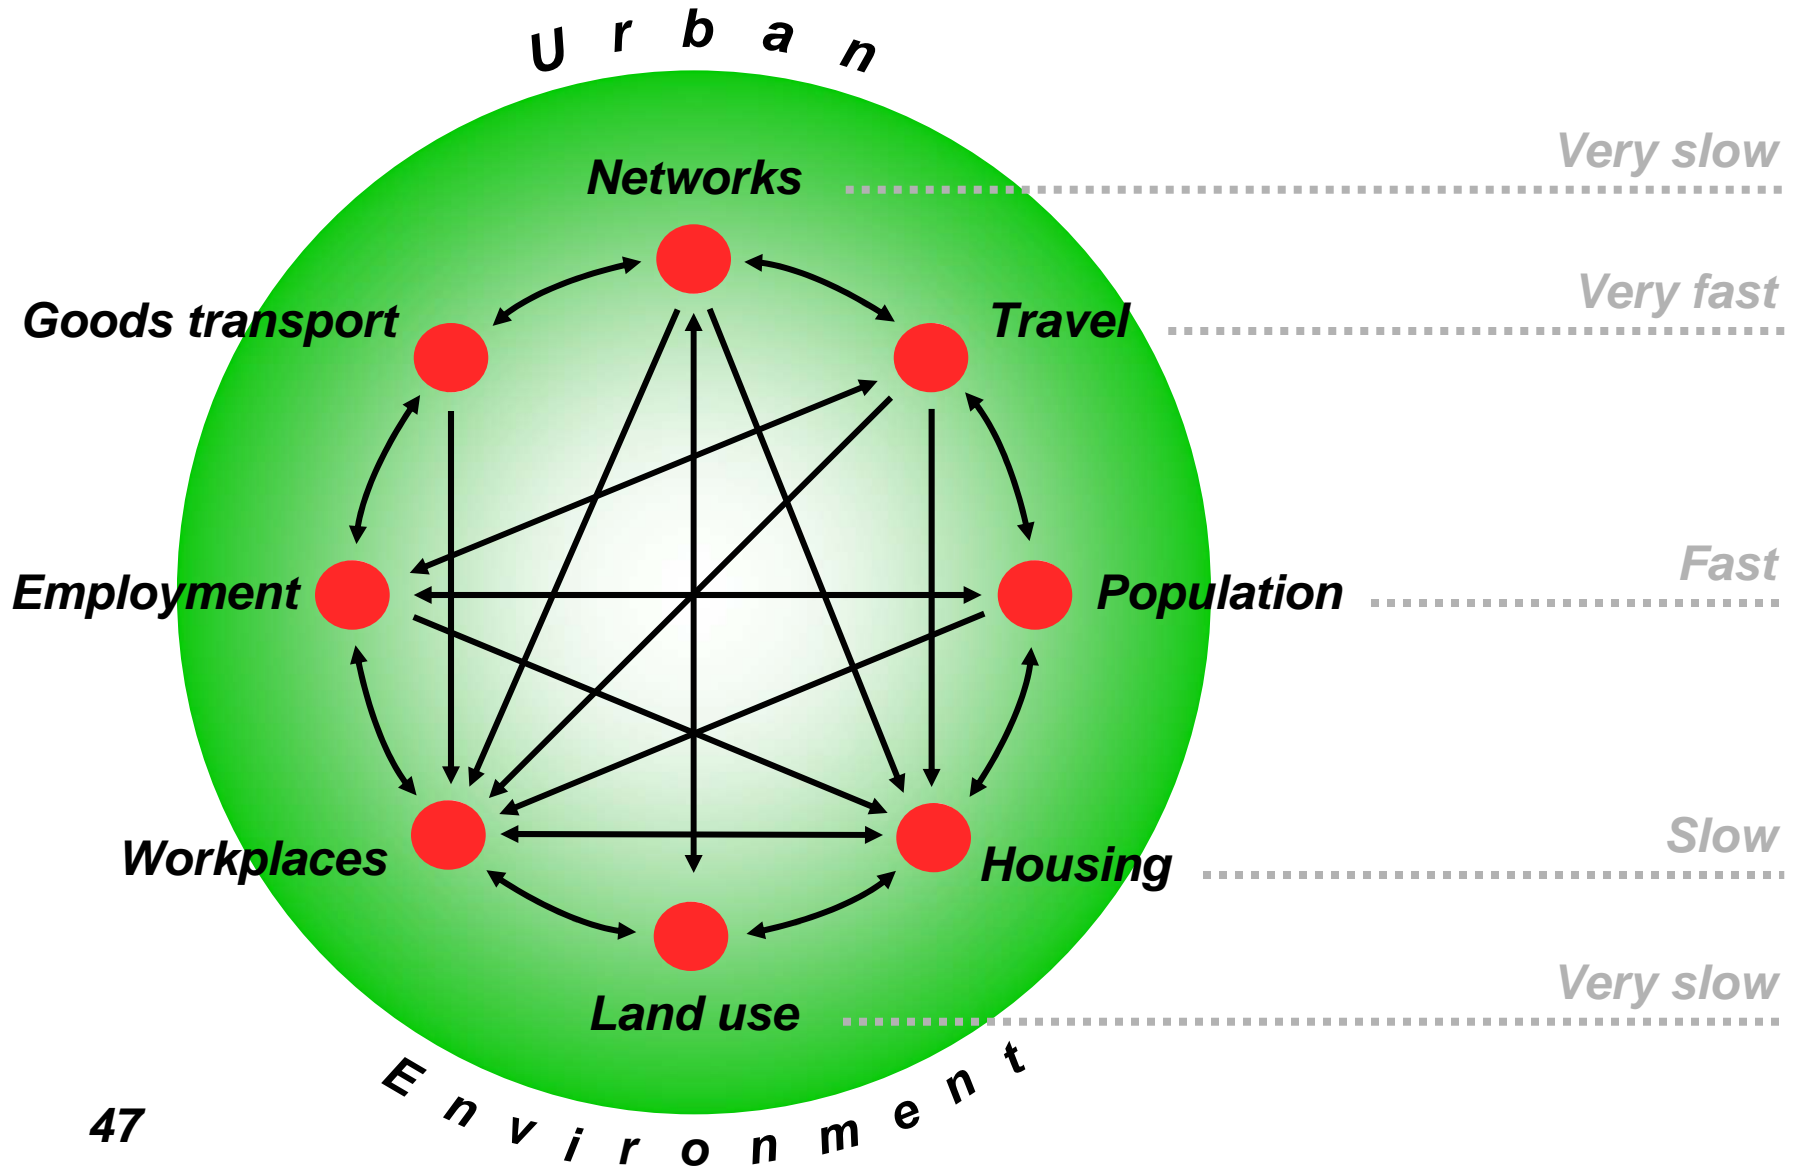 Urban
Networks
Very slow
Goods transport
Travel
Very fast
Employment
Population
Fast
Workplaces
Housing
Slow
Land use
Very slow
Environment
47